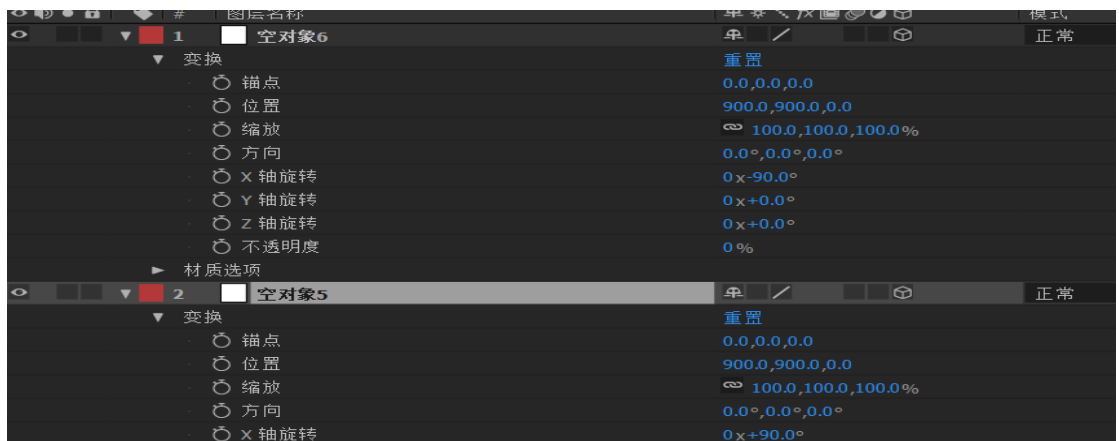 # 图层名称 模式
1 空对象6 正常
变换 重置
锚点 0.0,0.0,0.0
位置 900.0,900.0,0.0
缩放 100.0,100.0,100.0%
方向 0.0°,0.0°,0.0°
X 轴旋转 0x-90.0°
Y 轴旋转 0x+0.0°
Z 轴旋转 0x+0.0°
不透明度 0%
材质选项
2 空对象5 正常
变换 重置
锚点 0.0,0.0,0.0
位置 900.0,900.0,0.0
缩放 100.0,100.0,100.0%
方向 0.0°,0.0°,0.0°
X 轴旋转 0x+90.0°